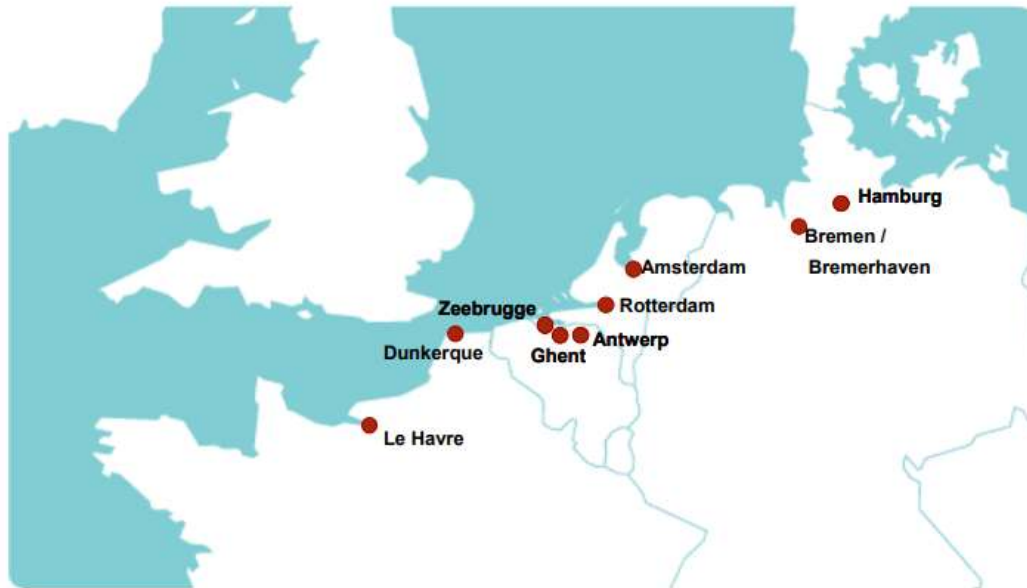 Hamburg
Bremen /
Bremerhaven
Amsterdam
Rotterdam
Zeebrugge
Antwerp
Dunkerque
Ghent
Le Havre